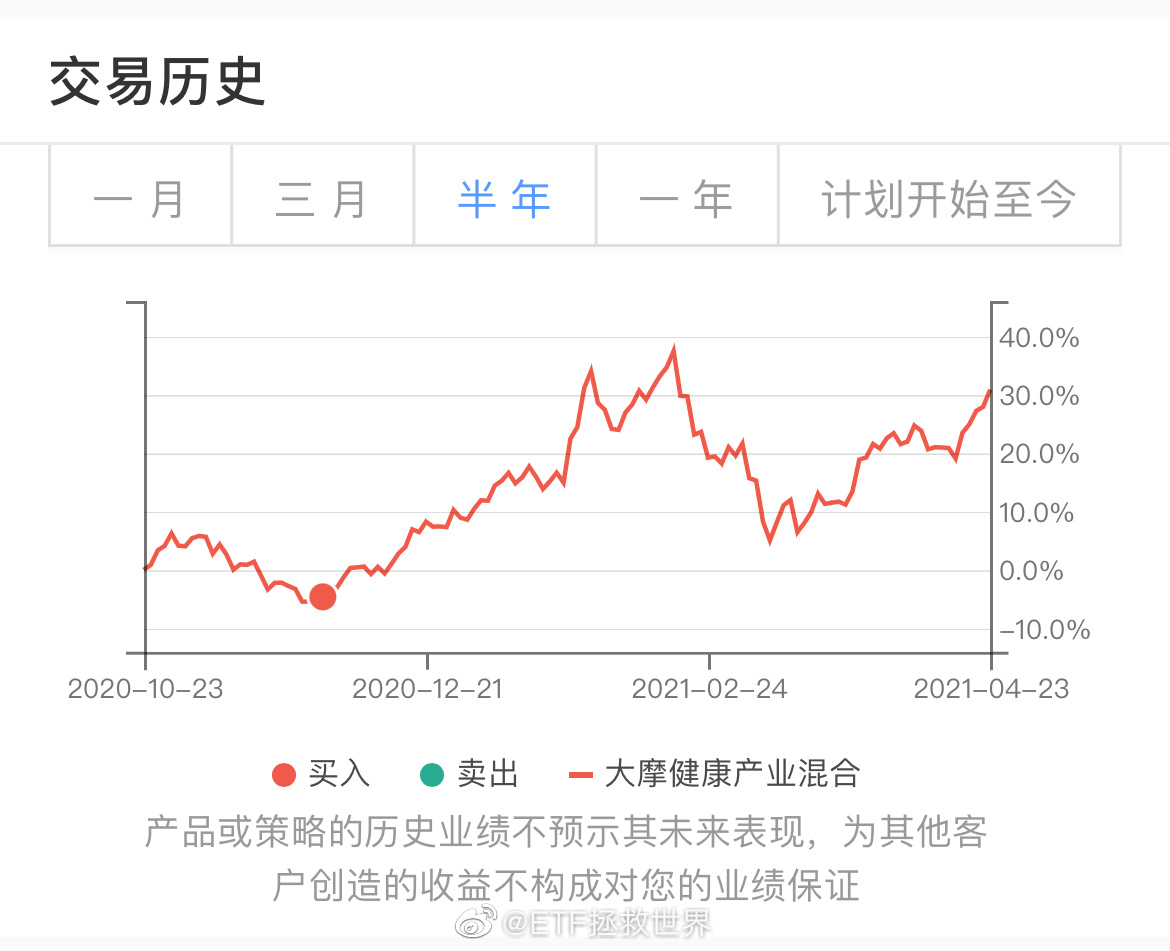 交易历史
一月 三月 半年 一年 计划开始至今
40.0%
30.0%
20.0%
10.0%
0.0%
-10.0%
2020-10-23 2020-12-21 2021-02-24 2021-04-23
买入 卖出 大摩健康产业混合
产品或策略的历史业绩不预示其未来表现，为其他客
户创造的收益不构成对您的业绩保证
@ETF拯救世界